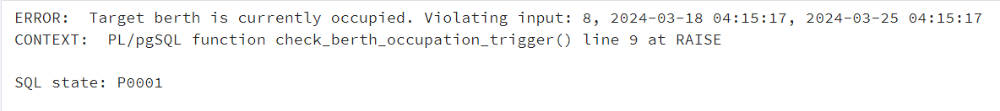 ERROR:  Target berth is currently occupied. Violating input: 8, 2024-03-18 04:15:17, 2024-03-25 04:15:17
CONTEXT:  PL/pgSQL function check_berth_occupation_trigger() line 9 at RAISE
SQL state: P0001